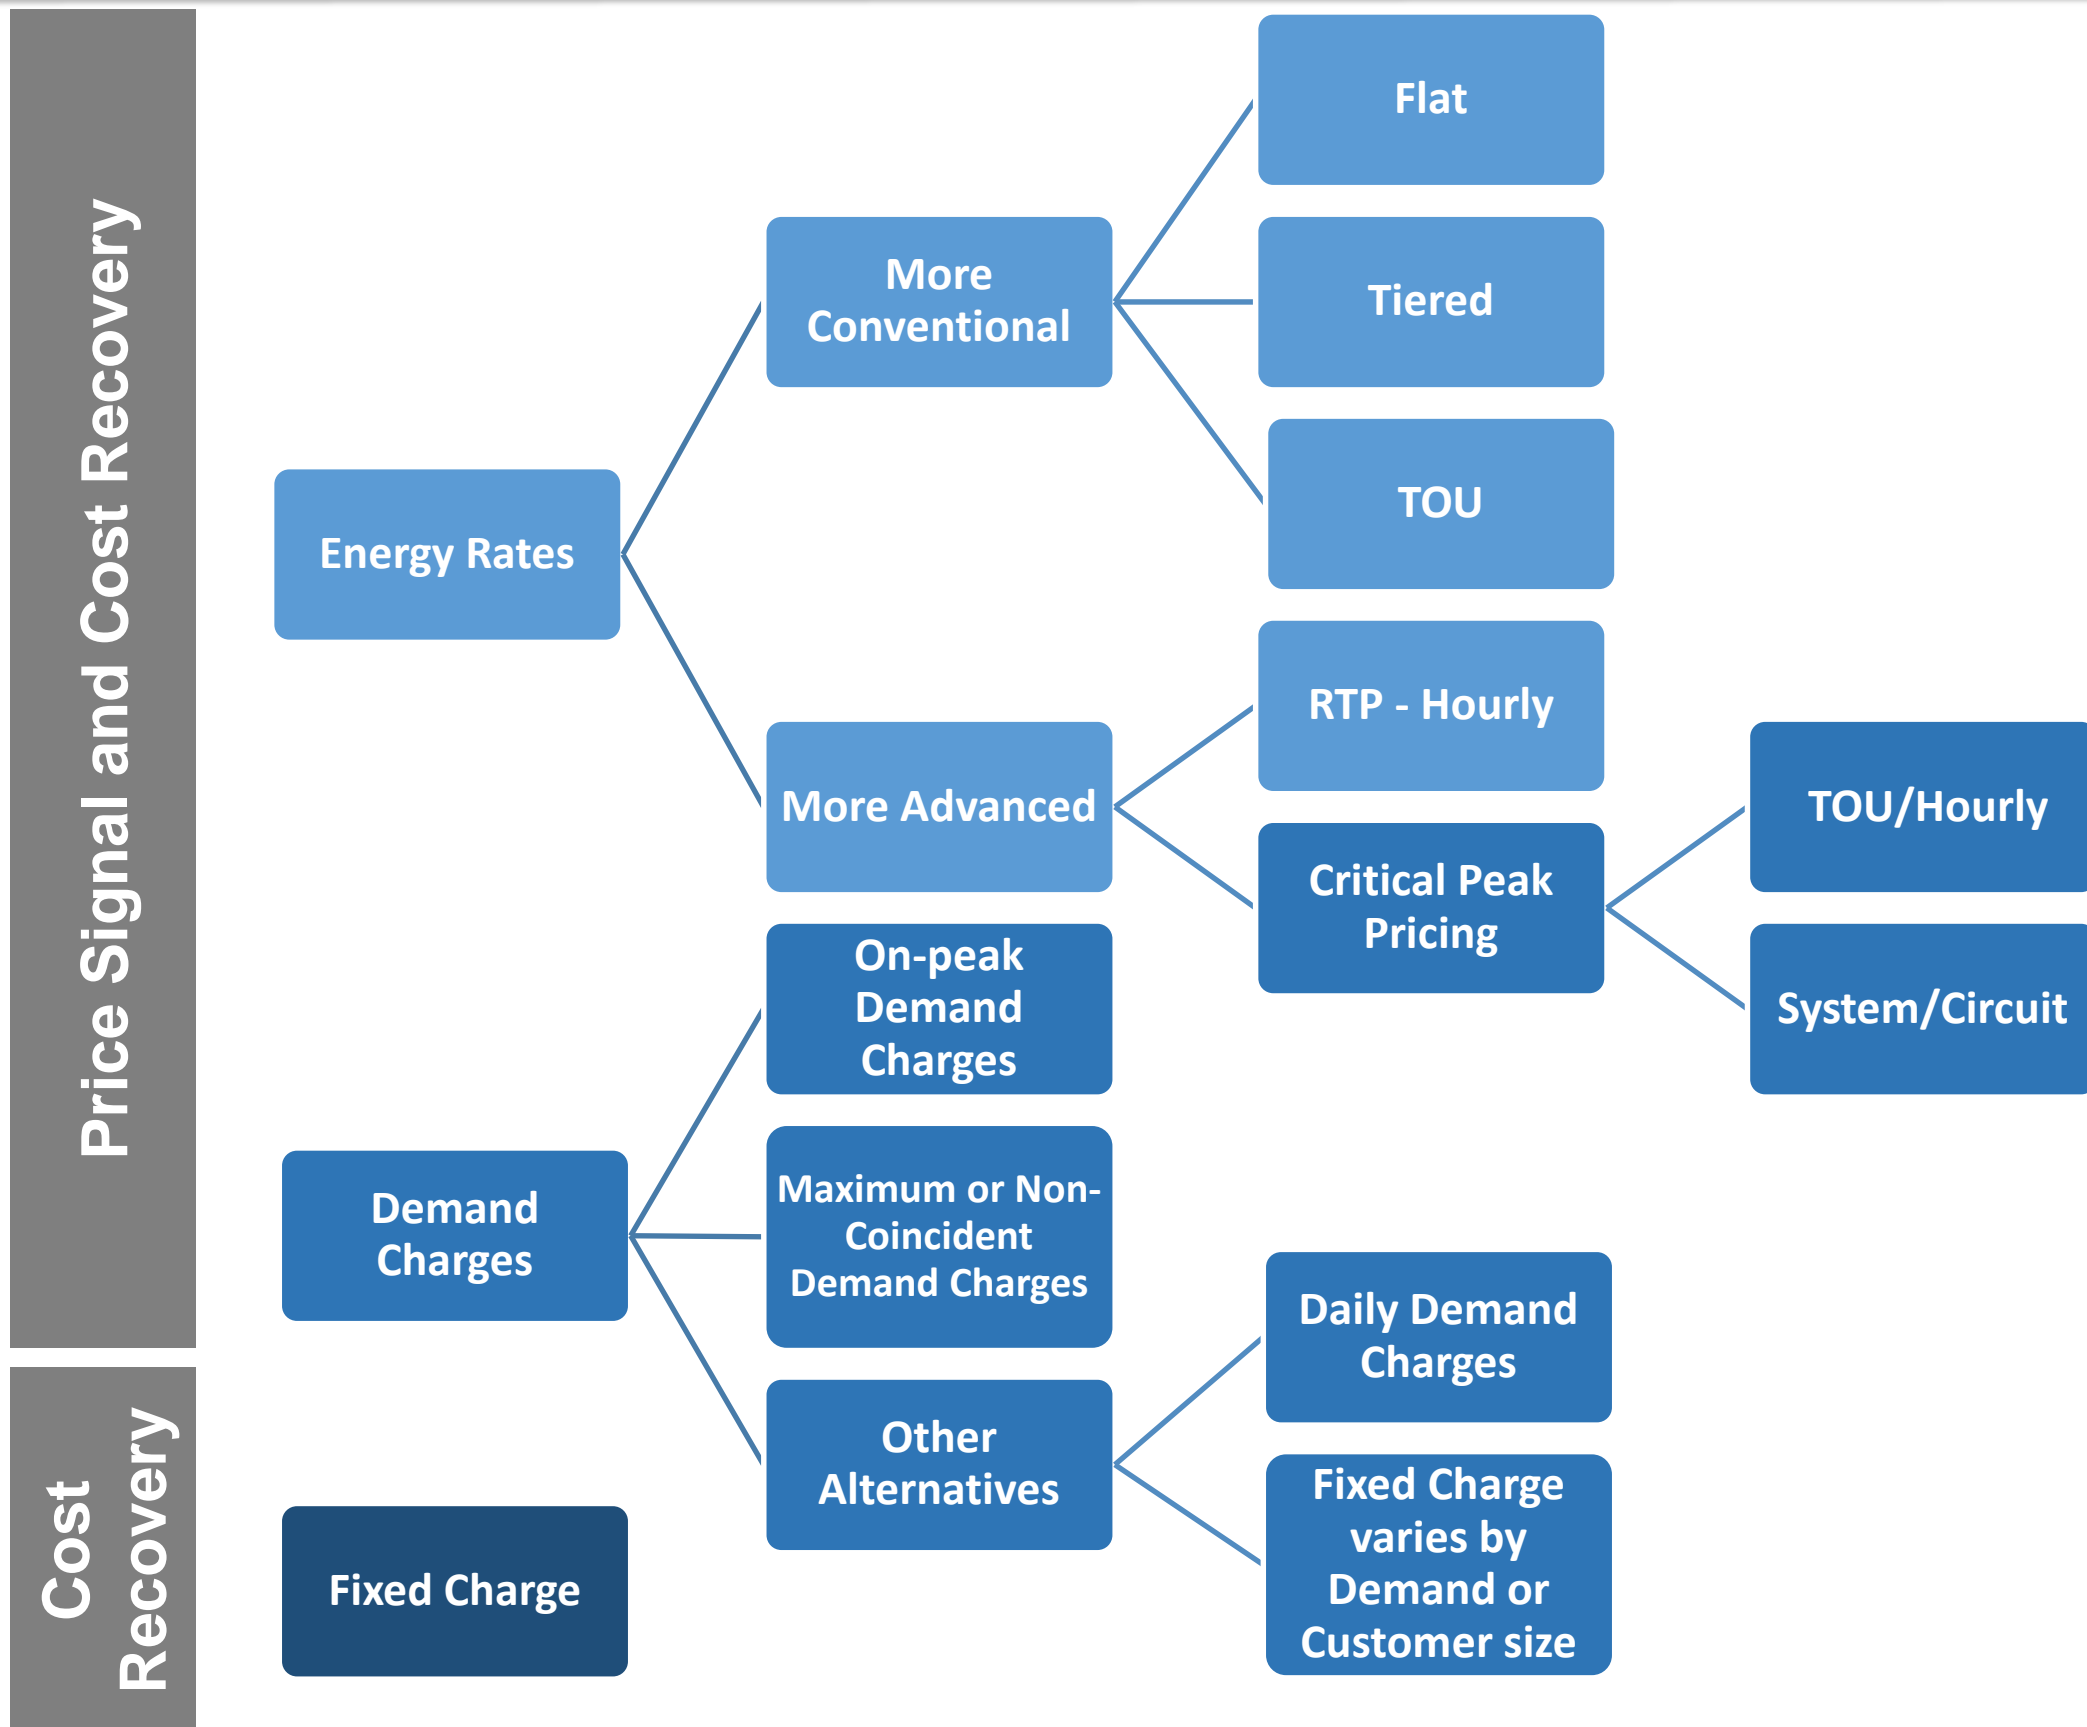 Price Signal and Cost Recovery
Cost
Recovery
Energy Rates
More
Conventional
Flat
Tiered
TOU
More Advanced
RTP - Hourly
Critical Peak
Pricing
TOU/Hourly
System/Circuit
Demand
Charges
On-peak
Demand
Charges
Maximum or Non-
Coincident
Demand Charges
Other
Alternatives
Daily Demand
Charges
Fixed Charge
varies by
Demand or
Customer size
Fixed Charge